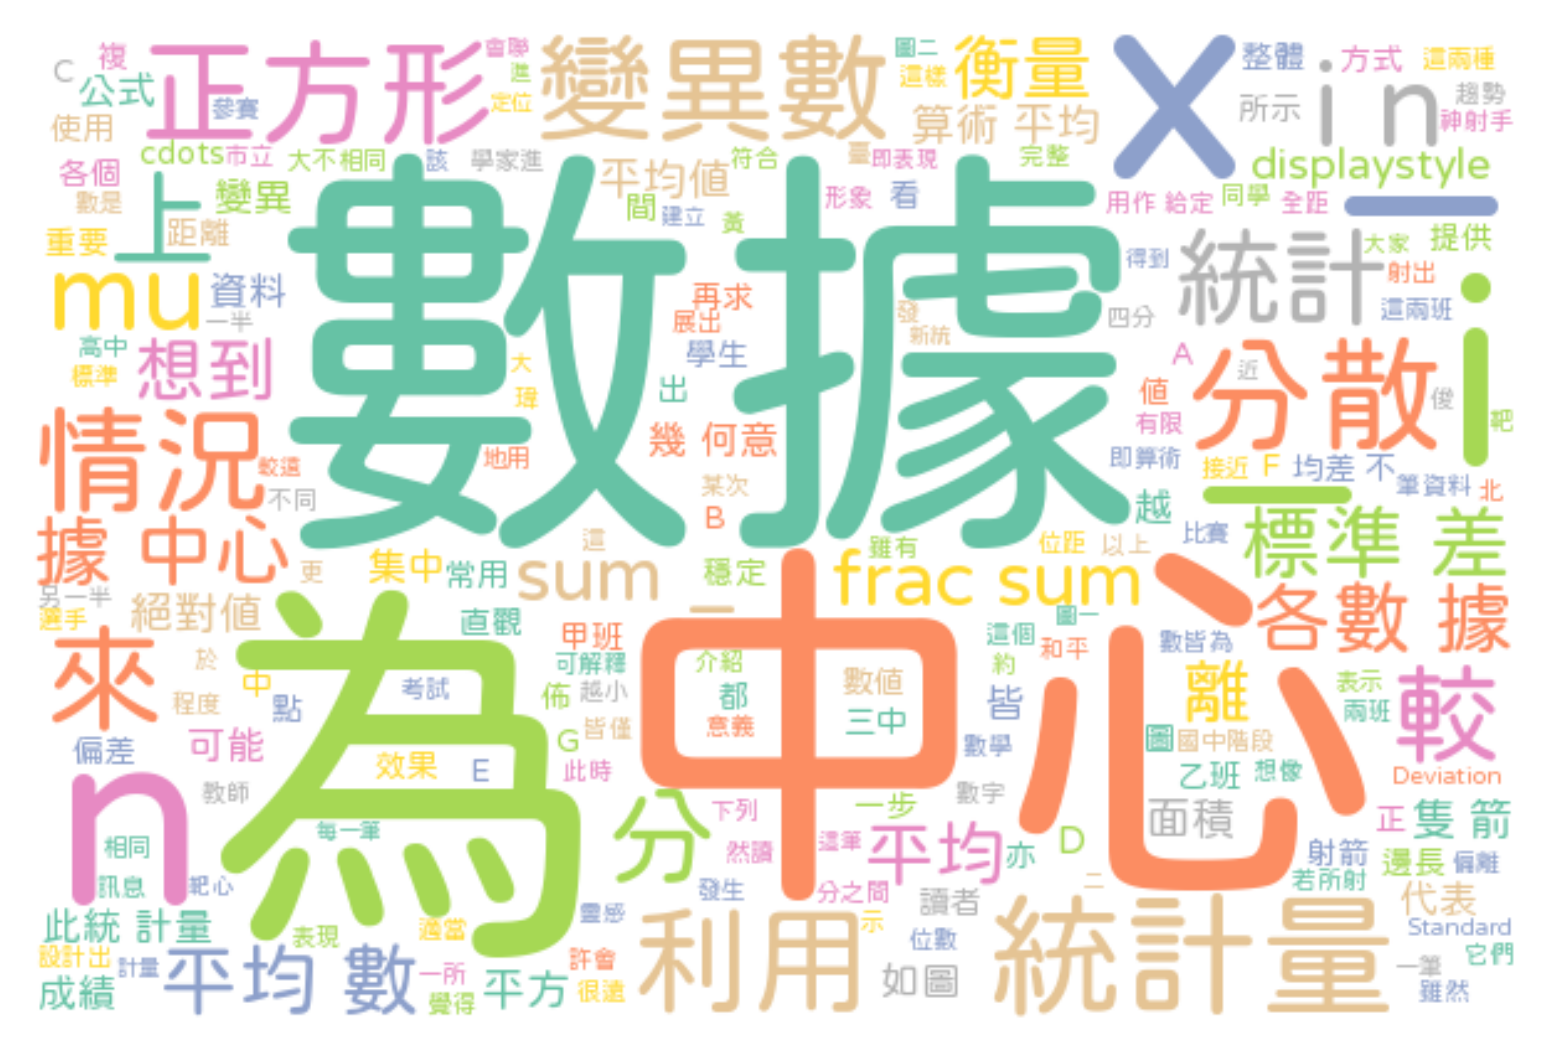 C
複
正方形
會聯
變異數
圖二
衡量
X
整體
方式
這兩種
公式
參賽
進
定位
這樣
i n
所示
趨勢
神射手
使用
算術 平均
cdots
市立
大不相同
該
學家進
符合
臺
即表現
完整
displaystyle
各個
數是
上
變異
平均值
間
建立
黃
形象
看
用作 給定
同學
全距
重要
距離
數據
得到
統計
大家
提供
射出
i
mu
資料
一半
再求
展出
發
新統
四分
這兩班
高中
標準
想到
學生
大
瑋
出
A
值
有限
分散
近
俊
靶
情況
較遠
不同
地用
幾 何意
某次
B
即算術
接近
F
均差 不
筆資料
北
越
比賽
據 中心
更
集中
常用
這
sum
穩定
雖有
frac sum
位距
以上
標準 差
另一半
選手
絕對值
直觀
甲班
可解釋
介紹
圖一
這個
約
和平
數皆為
各數 據
來
於
程度
中
點
為
考試
佈
越小
中心
都
意義
數值
三中
皆
離
表示
兩班
較
偏差
可能
效果
E
G
皆僅
此時
數學
圖
國中階段
乙班
想像
Deviation
n
教師
每一筆
分
下列
然讀
一步
數字
這筆
平均
亦
D
面積
正
隻 箭
相同
訊息
靶心
發生
分之間
二
射箭
若所射
邊長
偏離
此統 計量
表現
適當
靈感
利用
示
讀者
位數
統計量
代表
Standard
它們
設計出
計量
平均 數
一所
覺得
平方
許會
很遠
如圖
一筆
雖然
成績